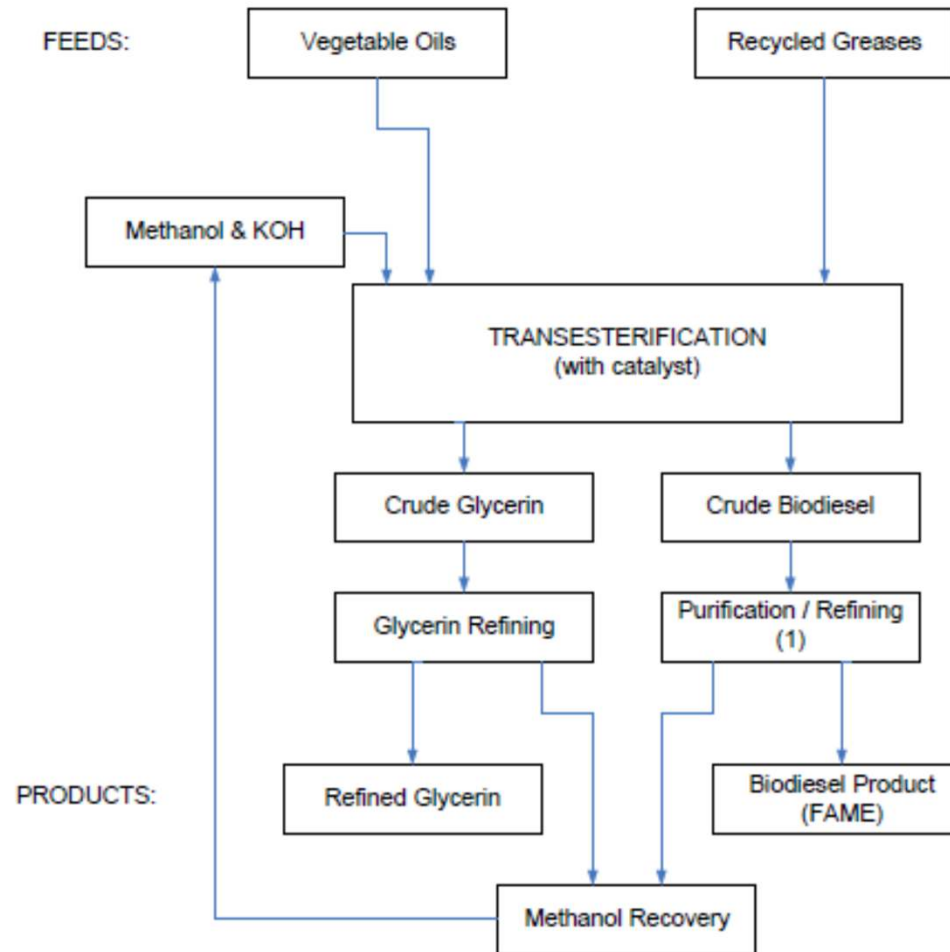 FEEDS:
Vegetable Oils
Recycled Greases
Methanol & KOH
TRANSESTERIFICATION
(with catalyst)
Crude Glycerin
Crude Biodiesel
Glycerin Refining
Purification / Refining
(1)
PRODUCTS:
Refined Glycerin
Biodiesel Product
(FAME)
Methanol Recovery